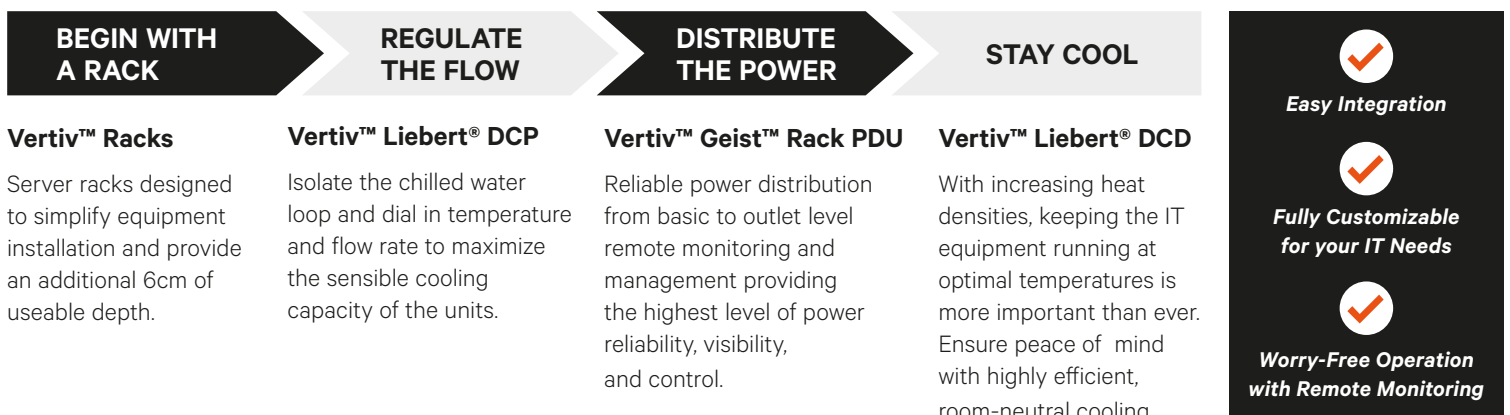 BEGIN WITH
A RACK
REGULATE
THE FLOW
DISTRIBUTE
THE POWER
STAY COOL
Vertiv™ Racks
Server racks designed
to simplify equipment
installation and provide
an additional 6cm of
useable depth.
Vertiv™ Liebert® DCP
Isolate the chilled water
loop and dial in temperature
and flow rate to maximize
the sensible cooling
capacity of the units.
Vertiv™ Geist™ Rack PDU
Reliable power distribution
from basic to outlet level
remote monitoring and
management providing
the highest level of power
reliability, visibility,
and control.
Vertiv™ Liebert® DCD
With increasing heat
densities, keeping the IT
equipment running at
optimal temperatures is
more important than ever.
Ensure peace of  mind
with highly efficient,
room-neutral cooling
Easy Integration
Fully Customizable
for your IT Needs
Worry-Free Operation
with Remote Monitoring